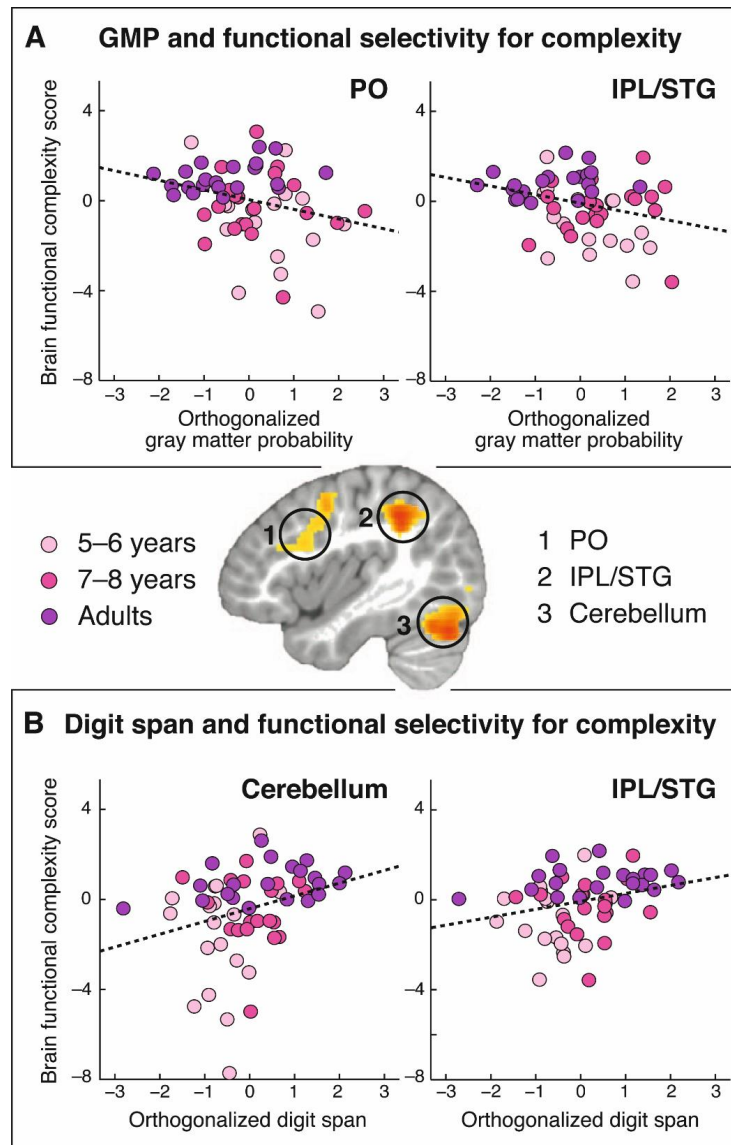 A GMP and functional selectivity for complexity
PO
IPL/STG
Brain functional complexity score
4
0
–4
–8
4
0
–4
–8
–3 –2 –1 0 1 2 3
–3 –2 –1 0 1 2 3
Orthogonalized
gray matter probability
Orthogonalized
gray matter probability
5–6 years
7–8 years
Adults
1
2
3
1 PO
2 IPL/STG
3 Cerebellum
B Digit span and functional selectivity for complexity
Cerebellum
IPL/STG
Brain functional complexity score
4
0
–4
–8
4
0
–4
–8
–3 –2 –1 0 1 2 3
–3 –2 –1 0 1 2 3
Orthogonalized digit span
Orthogonalized digit span